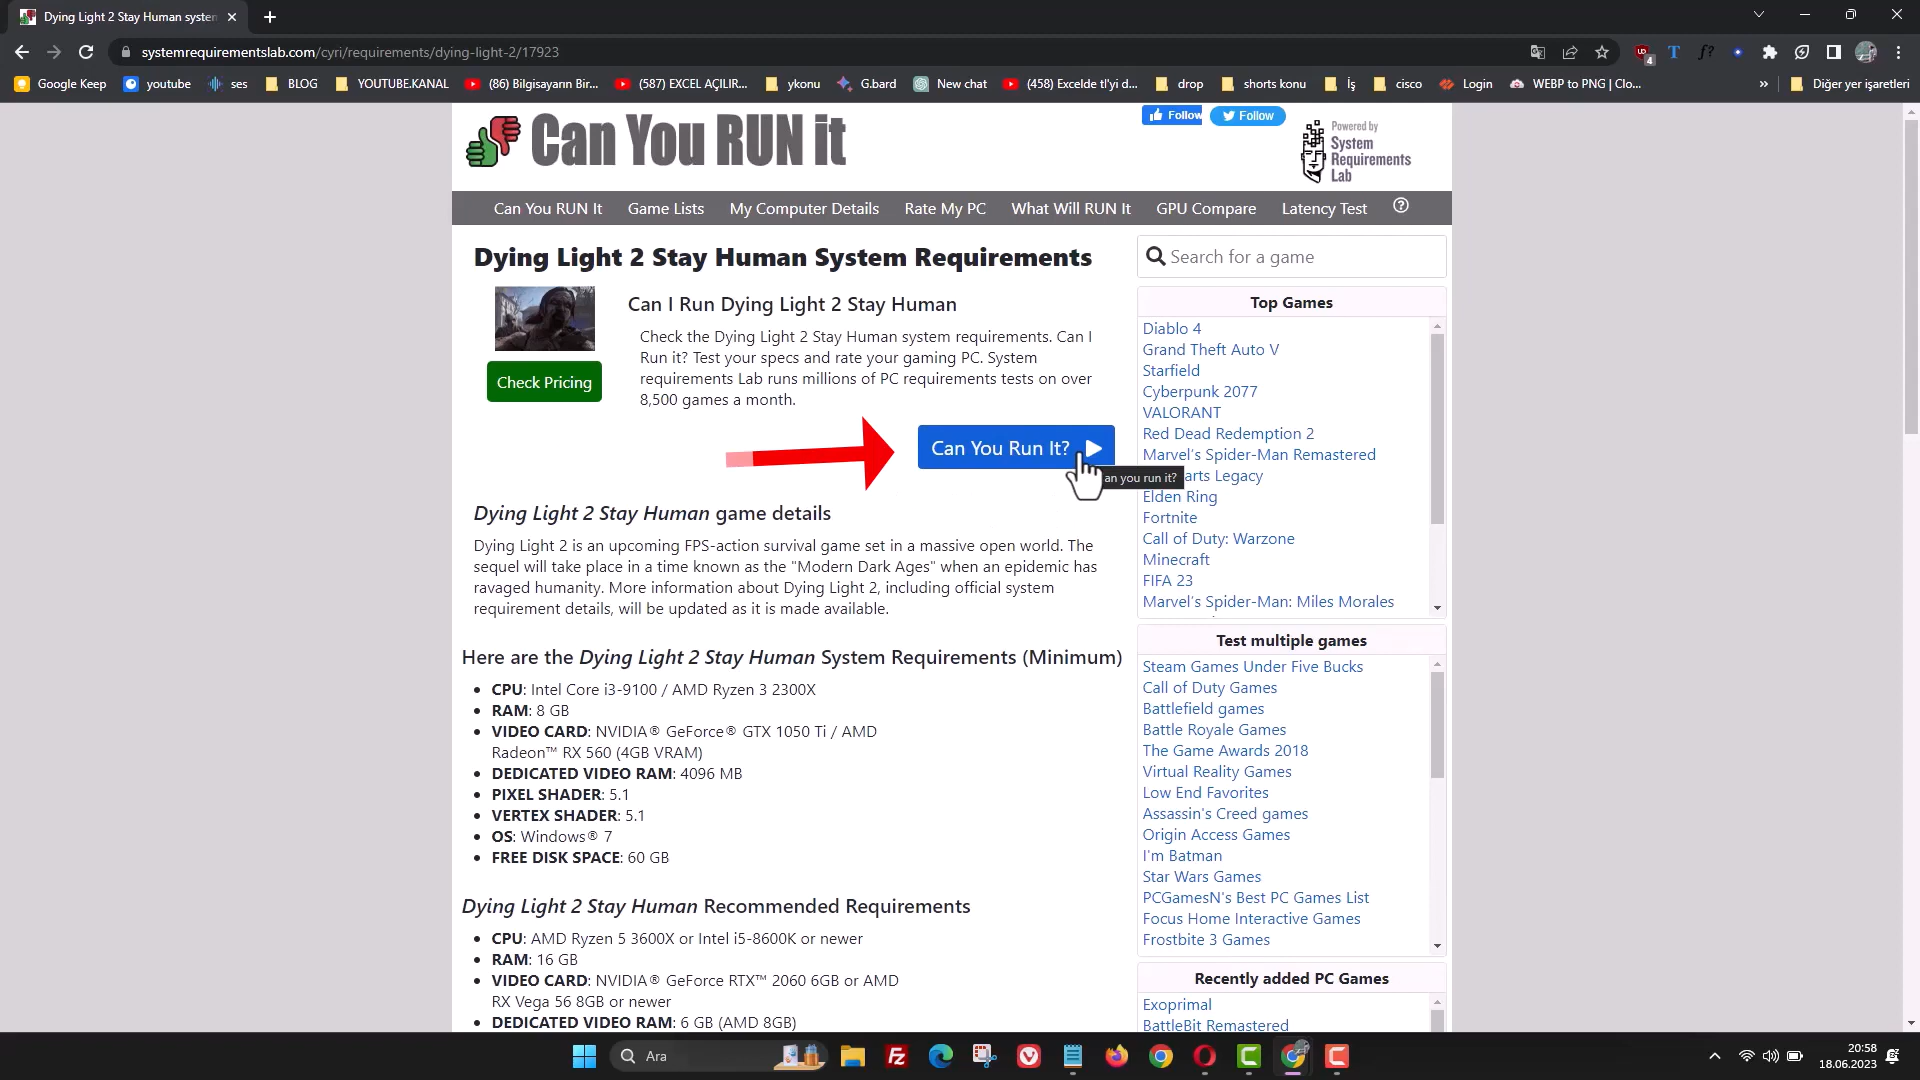 Dying Light 2 Stay Human system
systemrequirementslab.com/cyri/requirements/dying-light-2/17923
4
Google Keep
youtube
ses
BLOG
YOUTUBE.KANAL
(86) Bilgisayarın Bir...
(587) EXCEL AÇILIR...
ykonu
G.bard
New chat
(458) Excelde tl'yi d...
drop
shorts konu
İş
cisco
Login
WEBP to PNG | Clo...
»
Diğer yer işaretleri
Can You RUN it
Follow
Follow
Powered by
System
Requirements
Lab
Can You RUN It
Game Lists
My Computer Details
Rate My PC
What Will RUN It
GPU Compare
Latency Test
Dying Light 2 Stay Human System Requirements
Can I Run Dying Light 2 Stay Human
Check the Dying Light 2 Stay Human system requirements. Can I
Run it? Test your specs and rate your gaming PC. System
requirements Lab runs millions of PC requirements tests on over
8,500 games a month.
Check Pricing
Can You Run It?
an you run it?
Dying Light 2 Stay Human game details
Dying Light 2 is an upcoming FPS-action survival game set in a massive open world. The
sequel will take place in a time known as the "Modern Dark Ages" when an epidemic has
ravaged humanity. More information about Dying Light 2, including official system
requirement details, will be updated as it is made available.
Here are the Dying Light 2 Stay Human System Requirements (Minimum)
• CPU: Intel Core i3-9100 / AMD Ryzen 3 2300X
• RAM: 8 GB
• VIDEO CARD: NVIDIA® GeForce® GTX 1050 Ti / AMD
Radeon™ RX 560 (4GB VRAM)
• DEDICATED VIDEO RAM: 4096 MB
• PIXEL SHADER: 5.1
• VERTEX SHADER: 5.1
• OS: Windows® 7
• FREE DISK SPACE: 60 GB
Dying Light 2 Stay Human Recommended Requirements
• CPU: AMD Ryzen 5 3600X or Intel i5-8600K or newer
• RAM: 16 GB
• VIDEO CARD: NVIDIA® GeForce RTX™ 2060 6GB or AMD
RX Vega 56 8GB or newer
• DEDICATED VIDEO RAM: 6 GB (AMD 8GB)
Search for a game
Top Games
Diablo 4
Grand Theft Auto V
Starfield
Cyberpunk 2077
VALORANT
Red Dead Redemption 2
Marvel's Spider-Man Remastered
arts Legacy
Elden Ring
Fortnite
Call of Duty: Warzone
Minecraft
FIFA 23
Marvel's Spider-Man: Miles Morales
Test multiple games
Steam Games Under Five Bucks
Call of Duty Games
Battlefield games
Battle Royale Games
The Game Awards 2018
Virtual Reality Games
Low End Favorites
Assassin's Creed games
Origin Access Games
I'm Batman
Star Wars Games
PCGamesN's Best PC Games List
Focus Home Interactive Games
Frostbite 3 Games
Recently added PC Games
Exoprimal
BattleBit Remastered
Ara
20:58
18.06.2023